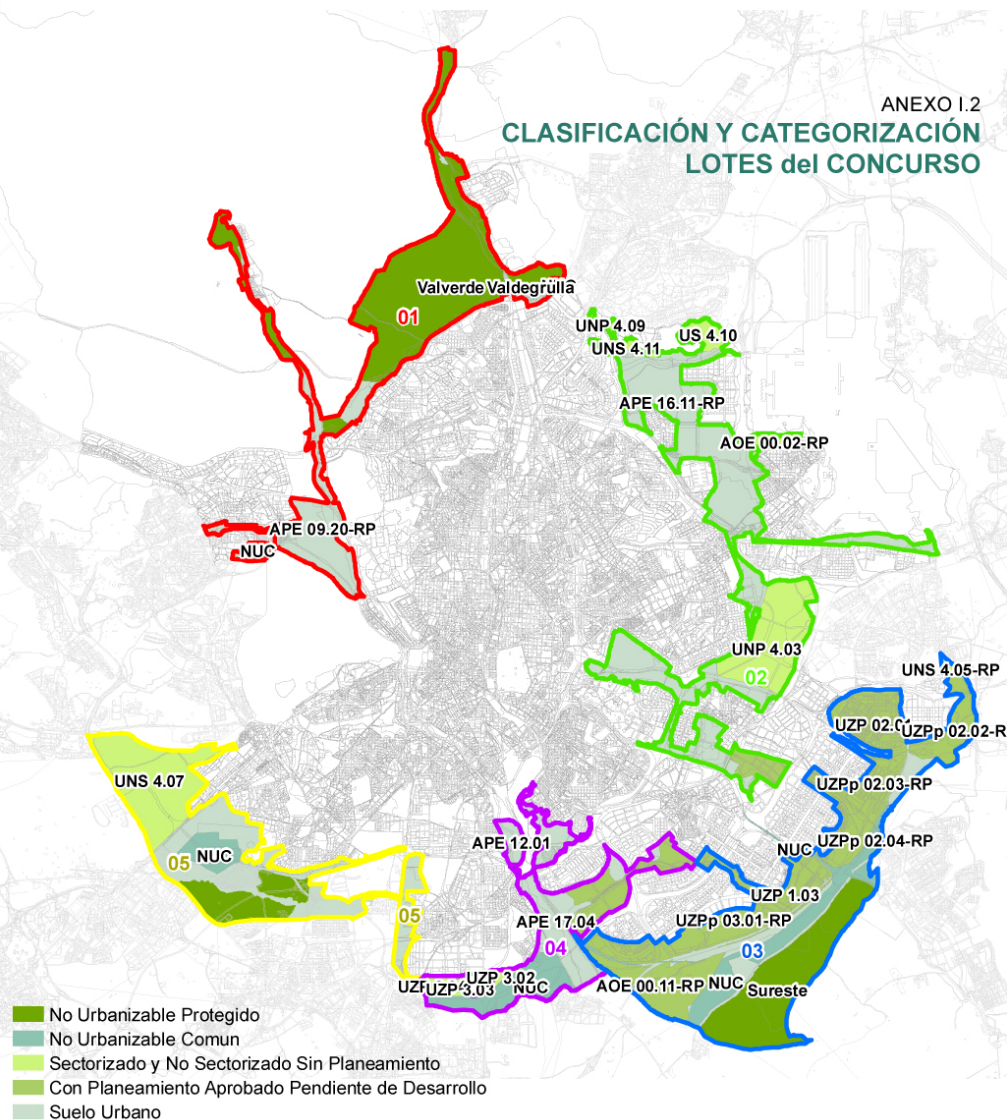 ANEXO I.2
CLASIFICACIÓN Y CATEGORIZACIÓN
LOTES del CONCURSO
Valverde
01
UNP 4.09
US 4.10
UNS 4.11
APE 16.11-RP
AOE 00.02-RP
APE 09.20-RP
NUC
UNP 4.03
02
UNS 4.05-RP
UZP 02.01
UZPp 02.02-R
UNS 4.07
UZPp 02.03-RP
APE 12.01
UZPp 02.04-RP
NUC
NUC
05
UZP 1.03
05
APE 17.04
UZPp 03.01-RP
04
03
UZP 3.02
UZP 3.03
NUC
AOE 00.11-RP
NUC
Sureste
No Urbanizable Protegido
No Urbanizable Comun
Sectorizado y No Sectorizado Sin Planeamiento
Con Planeamiento Aprobado Pendiente de Desarrollo
Suelo Urbano